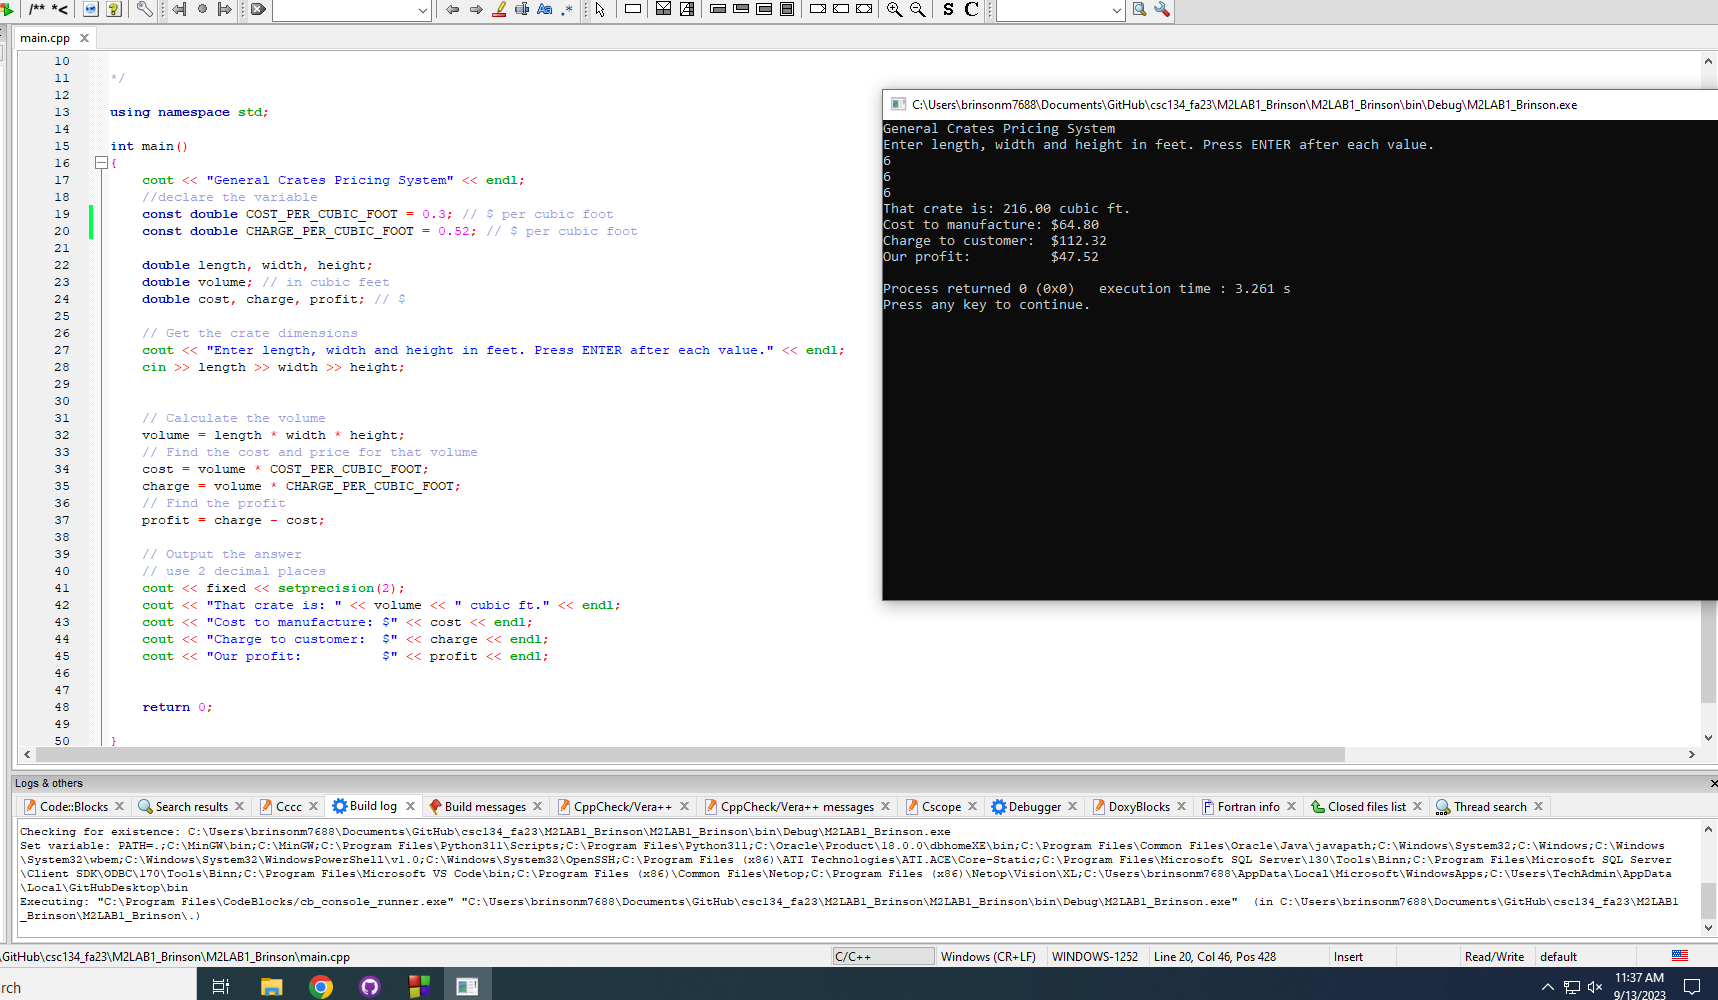 /** *<
S C
main.cpp
10
11 */
12
13 using namespace std;
14
15 int main()
16 {
17 cout << "General Crates Pricing System" << endl;
18 //declare the variable
19 const double COST_PER_CUBIC_FOOT = 0.3; // $ per cubic foot
20 const double CHARGE_PER_CUBIC_FOOT = 0.52; // $ per cubic foot
21
22 double length, width, height;
23 double volume; // in cubic feet
24 double cost, charge, profit; // $
25
26 // Get the crate dimensions
27 cout << "Enter length, width and height in feet. Press ENTER after each value." << endl;
28 cin >> length >> width >> height;
29
30
31 // Calculate the volume
32 volume = length * width * height;
33 // Find the cost and price for that volume
34 cost = volume * COST_PER_CUBIC_FOOT;
35 charge = volume * CHARGE_PER_CUBIC_FOOT;
36 // Find the profit
37 profit = charge - cost;
38
39 // Output the answer
40 // use 2 decimal places
41 cout << fixed << setprecision(2);
42 cout << "That crate is: " << volume << " cubic ft." << endl;
43 cout << "Cost to manufacture: $" << cost << endl;
44 cout << "Charge to customer:  $" << charge << endl;
45 cout << "Our profit:          $" << profit << endl;
46
47
48 return 0;
49
50 }
C:\Users\brinsonm7688\Documents\GitHub\csc134_fa23\M2LAB1_Brinson\M2LAB1_Brinson\bin\Debug\M2LAB1_Brinson.exe
General Crates Pricing System
Enter length, width and height in feet. Press ENTER after each value.
6
6
6
That crate is: 216.00 cubic ft.
Cost to manufacture: $64.80
Charge to customer:  $112.32
Our profit:          $47.52
Process returned 0 (0x0)   execution time : 3.261 s
Press any key to continue.
Logs & others
Code::Blocks Search results Cccc Build log Build messages CppCheck/Vera++ CppCheck/Vera++ messages Cscope Debugger DoxyBlocks Fortran info Closed files list Thread search
Checking for existence: C:\Users\brinsonm7688\Documents\GitHub\csc134_fa23\M2LAB1_Brinson\M2LAB1_Brinson\bin\Debug\M2LAB1_Brinson.exe
Set variable: PATH=.;C:\MinGW\bin;C:\MinGW;C:\Program Files\Python311\Scripts;C:\Program Files\Python311;C:\Oracle\Product\18.0.0\dbhomeXE\bin;C:\Program Files\Common Files\Oracle\Java\javapath;C:\Windows\System32;C:\Windows;C:\Windows
\System32\wbem;C:\Windows\System32\WindowsPowerShell\v1.0;C:\Windows\System32\OpenSSH;C:\Program Files (x86)\ATI Technologies\ATI.ACE\Core-Static;C:\Program Files\Microsoft SQL Server\130\Tools\Binn;C:\Program Files\Microsoft SQL Server
\Client SDK\ODBC\170\Tools\Binn;C:\Program Files\Microsoft VS Code\bin;C:\Program Files (x86)\Common Files\Netop;C:\Program Files (x86)\Netop\Vision\XL;C:\Users\brinsonm7688\AppData\Local\Microsoft\WindowsApps;C:\Users\TechAdmin\AppData
\Local\GitHubDesktop\bin
Executing: "C:\Program Files\CodeBlocks/cb_console_runner.exe" "C:\Users\brinsonm7688\Documents\GitHub\csc134_fa23\M2LAB1_Brinson\M2LAB1_Brinson\bin\Debug\M2LAB1_Brinson.exe"  (in C:\Users\brinsonm7688\Documents\GitHub\csc134_fa23\M2LAB1
_Brinson\M2LAB1_Brinson\.)
\GitHub\csc134_fa23\M2LAB1_Brinson\M2LAB1_Brinson\main.cpp C/C++ Windows (CR+LF) WINDOWS-1252 Line 20, Col 46, Pos 428 Insert Read/Write default
rch
11:37 AM
9/13/2023